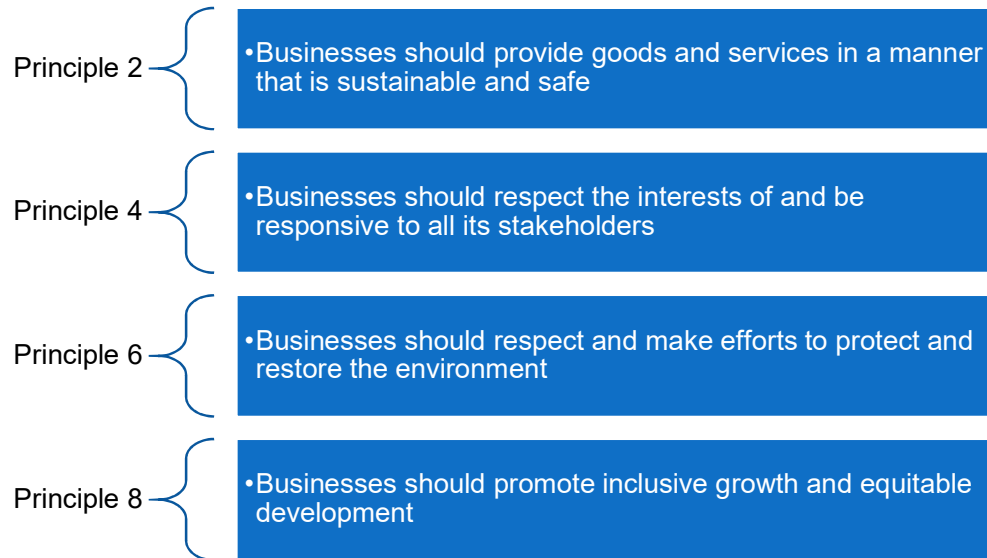 Principle 2
•Businesses should provide goods and services in a manner
that is sustainable and safe
Principle 4
•Businesses should respect the interests of and be
responsive to all its stakeholders
Principle 6
•Businesses should respect and make efforts to protect and
restore the environment
Principle 8
•Businesses should promote inclusive growth and equitable
development